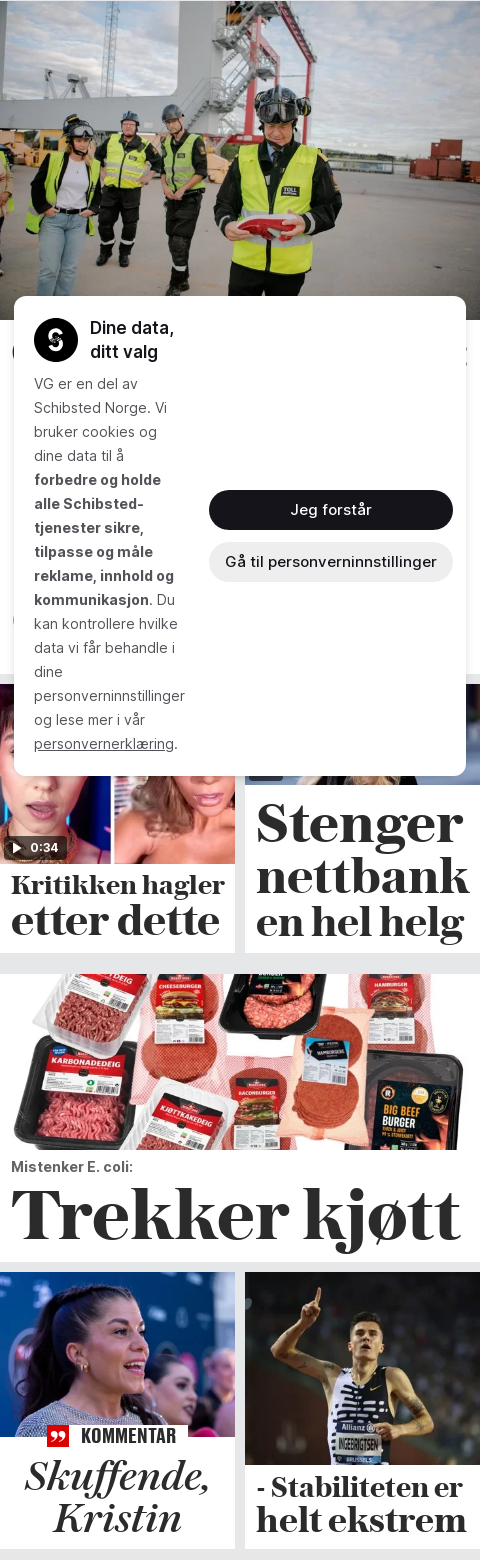 TOLL
Dine data,
ditt valg
VG er en del av
Schibsted Norge. Vi
bruker cookies og
dine data til å
forbedre og holde
alle Schibsted-
tjenester sikre,
tilpasse og måle
reklame, innhold og
kommunikasjon. Du
kan kontrollere hvilke
data vi får behandle i
dine
personverninnstillinger
og lese mer i vår
personvernerklæring.
Jeg forstår
Gå til personverninnstillinger
0:34
Kritikken hagler
etter dette
Stenger
nettbank
en hel helg
CHEESEBURGER
HAMBURGER
KARBONADEDEIG
KJØTTKAKEDEIG
BACONBURGER
HAMBURGERE
BIG BEEF
BURGER
Mistenker E. coli:
Trekker kjøtt
KOMMENTAR
Skuffende,
Kristin
Allianz
INGEBRIGTSEN
BRUSSELS
- Stabiliteten er
helt ekstrem